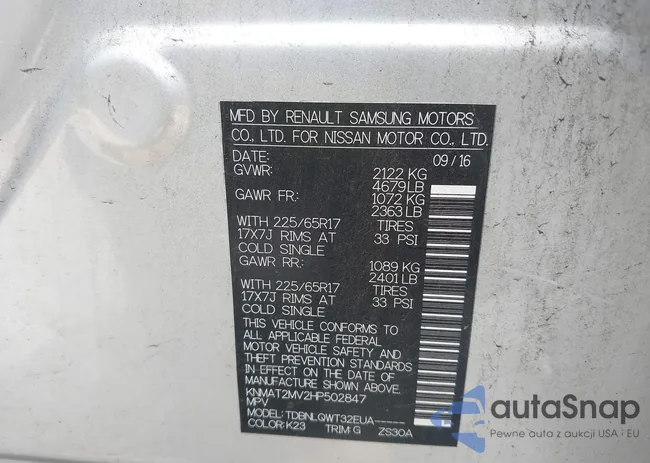 MFD BY RENAULT SAMSUNG MOTORS
CO., LTD. FOR NISSAN MOTOR CO., LTD.
DATE: 09/16
GVWR: 2122 KG
4679LB
GAWR FR: 1072 KG
2363 LB
WITH 225/65R17 TIRES
17X7J RIMS AT 33 PSI
COLD SINGLE
GAWR RR: 1089 KG
2401 LB
WITH 225/65R17 TIRES
17X7J RIMS AT 33 PSI
COLD SINGLE
THIS VEHICLE CONFORMS TO
ALL APPLICABLE FEDERAL
MOTOR VEHICLE SAFETY AND
THEFT PREVENTION STANDARDS
IN EFFECT ON THE DATE OF
MANUFACTURE SHOWN ABOVE.
KNMAT2MV2HP502847
MPV
MODEL: TDBNLQWT32EUA-----
COLOR: K23 TRIM: G ZS30A
autoSnap
Pewne auta z aukcji USA i EU